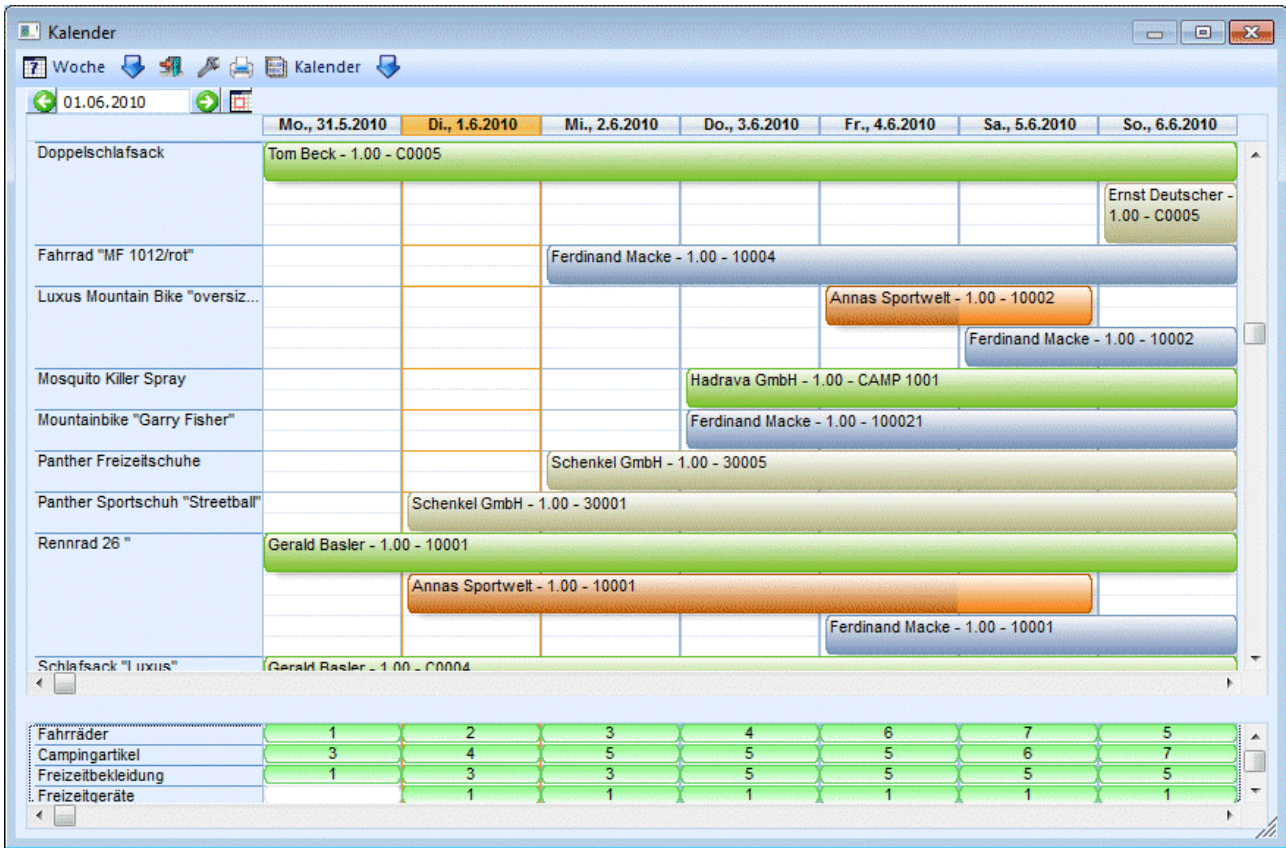 Kalender
7 Woche Kalender
01.06.2010
Mo., 31.5.2010 Di., 1.6.2010 Mi., 2.6.2010 Do., 3.6.2010 Fr., 4.6.2010 Sa., 5.6.2010 So., 6.6.2010
Doppelschlafsack Tom Beck - 1.00 - C0005
Ernst Deutscher -
1.00 - C0005
Fahrrad "MF 1012/rot" Ferdinand Macke - 1.00 - 10004
Luxus Mountain Bike "oversiz... Annas Sportwelt - 1.00 - 10002
Ferdinand Macke - 1.00 - 10002
Mosquito Killer Spray Hadrava GmbH - 1.00 - CAMP 1001
Mountainbike "Garry Fisher" Ferdinand Macke - 1.00 - 100021
Panther Freizeitschuhe Schenkel GmbH - 1.00 - 30005
Panther Sportschuh "Streetball" Schenkel GmbH - 1.00 - 30001
Rennrad 26 " Gerald Basler - 1.00 - 10001
Annas Sportwelt - 1.00 - 10001
Ferdinand Macke - 1.00 - 10001
Schlafsack "Luxus" Gerald Basler - 1.00 - C0004
Fahrräder 1 2 3 4 6 7 5
Campingartikel 3 4 5 5 5 6 7
Freizeitbekleidung 1 3 3 5 5 5 5
Freizeitgeräte 1 1 1 1 1 1